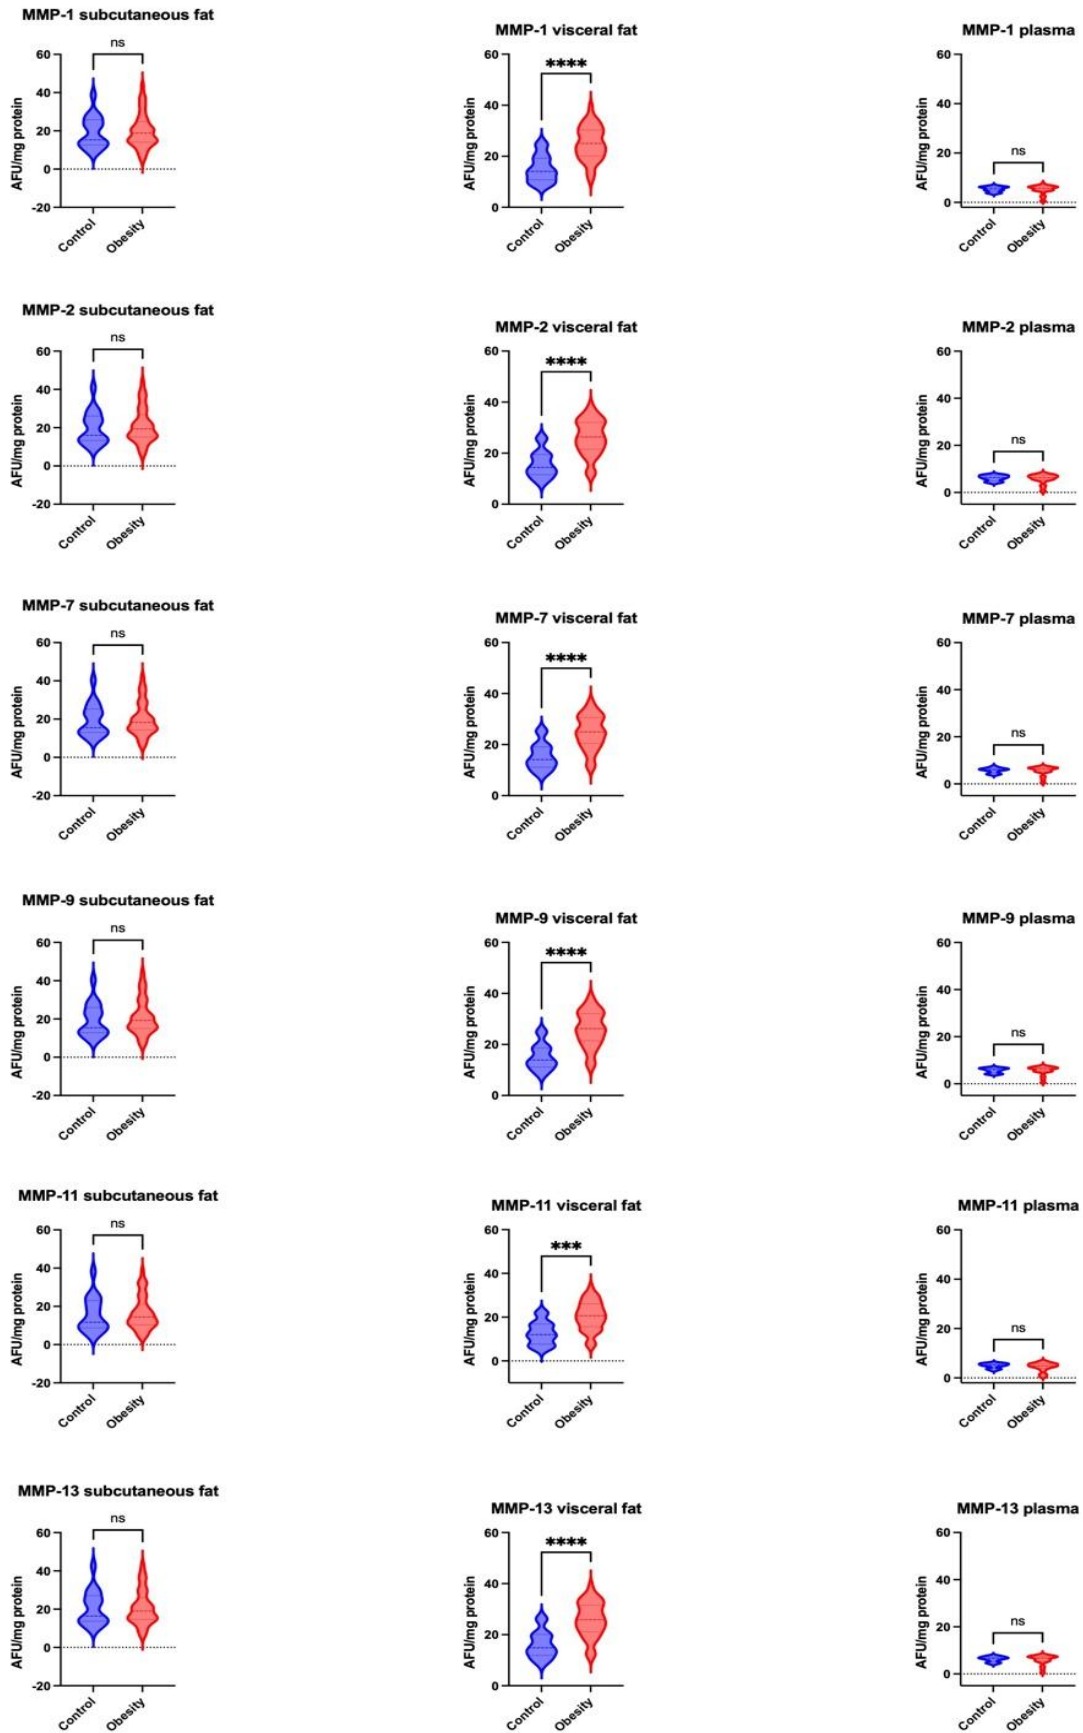 MMP-1 subcutaneous fat
ns
60
40
20
0
-20
AFU/mg protein
Control
Obesity
MMP-1 visceral fat
****
60
40
20
0
AFU/mg protein
Control
Obesity
MMP-1 plasma
ns
60
40
20
0
AFU/mg protein
Control
Obesity
MMP-2 subcutaneous fat
ns
60
40
20
0
-20
AFU/mg protein
Control
Obesity
MMP-2 visceral fat
****
60
40
20
0
AFU/mg protein
Control
Obesity
MMP-2 plasma
ns
60
40
20
0
AFU/mg protein
Control
Obesity
MMP-7 subcutaneous fat
ns
60
40
20
0
-20
AFU/mg protein
Control
Obesity
MMP-7 visceral fat
****
60
40
20
0
AFU/mg protein
Control
Obesity
MMP-7 plasma
ns
60
40
20
0
AFU/mg protein
Control
Obesity
MMP-9 subcutaneous fat
ns
60
40
20
0
-20
AFU/mg protein
Control
Obesity
MMP-9 visceral fat
****
60
40
20
0
AFU/mg protein
Control
Obesity
MMP-9 plasma
ns
60
40
20
0
AFU/mg protein
Control
Obesity
MMP-11 subcutaneous fat
ns
60
40
20
0
-20
AFU/mg protein
Control
Obesity
MMP-11 visceral fat
***
60
40
20
0
AFU/mg protein
Control
Obesity
MMP-11 plasma
ns
60
40
20
0
AFU/mg protein
Control
Obesity
MMP-13 subcutaneous fat
ns
60
40
20
0
-20
AFU/mg protein
Control
Obesity
MMP-13 visceral fat
****
60
40
20
0
AFU/mg protein
Control
Obesity
MMP-13 plasma
ns
60
40
20
0
AFU/mg protein
Control
Obesity